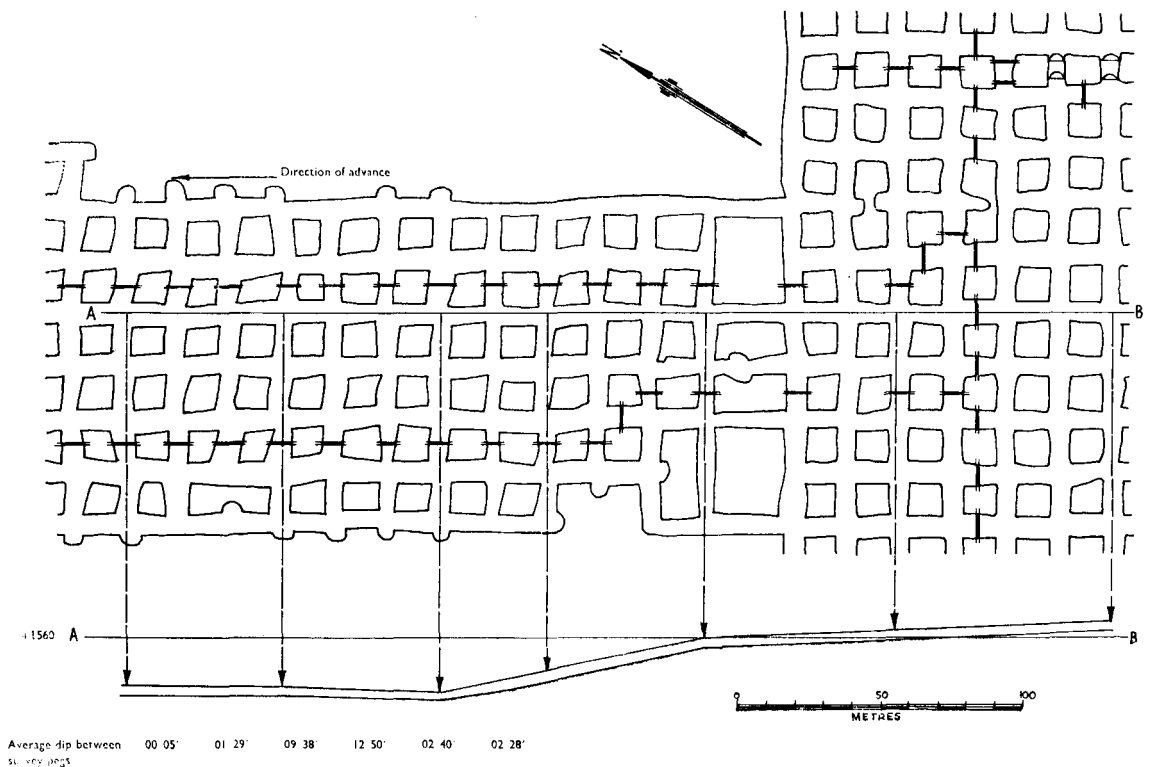 N.
Direction of advance
A B
+1560 A B
0 50 100
METRES
Average dip between 00 05' 01 29' 09 38' 12 50' 02 40' 02 28'
survey pegs